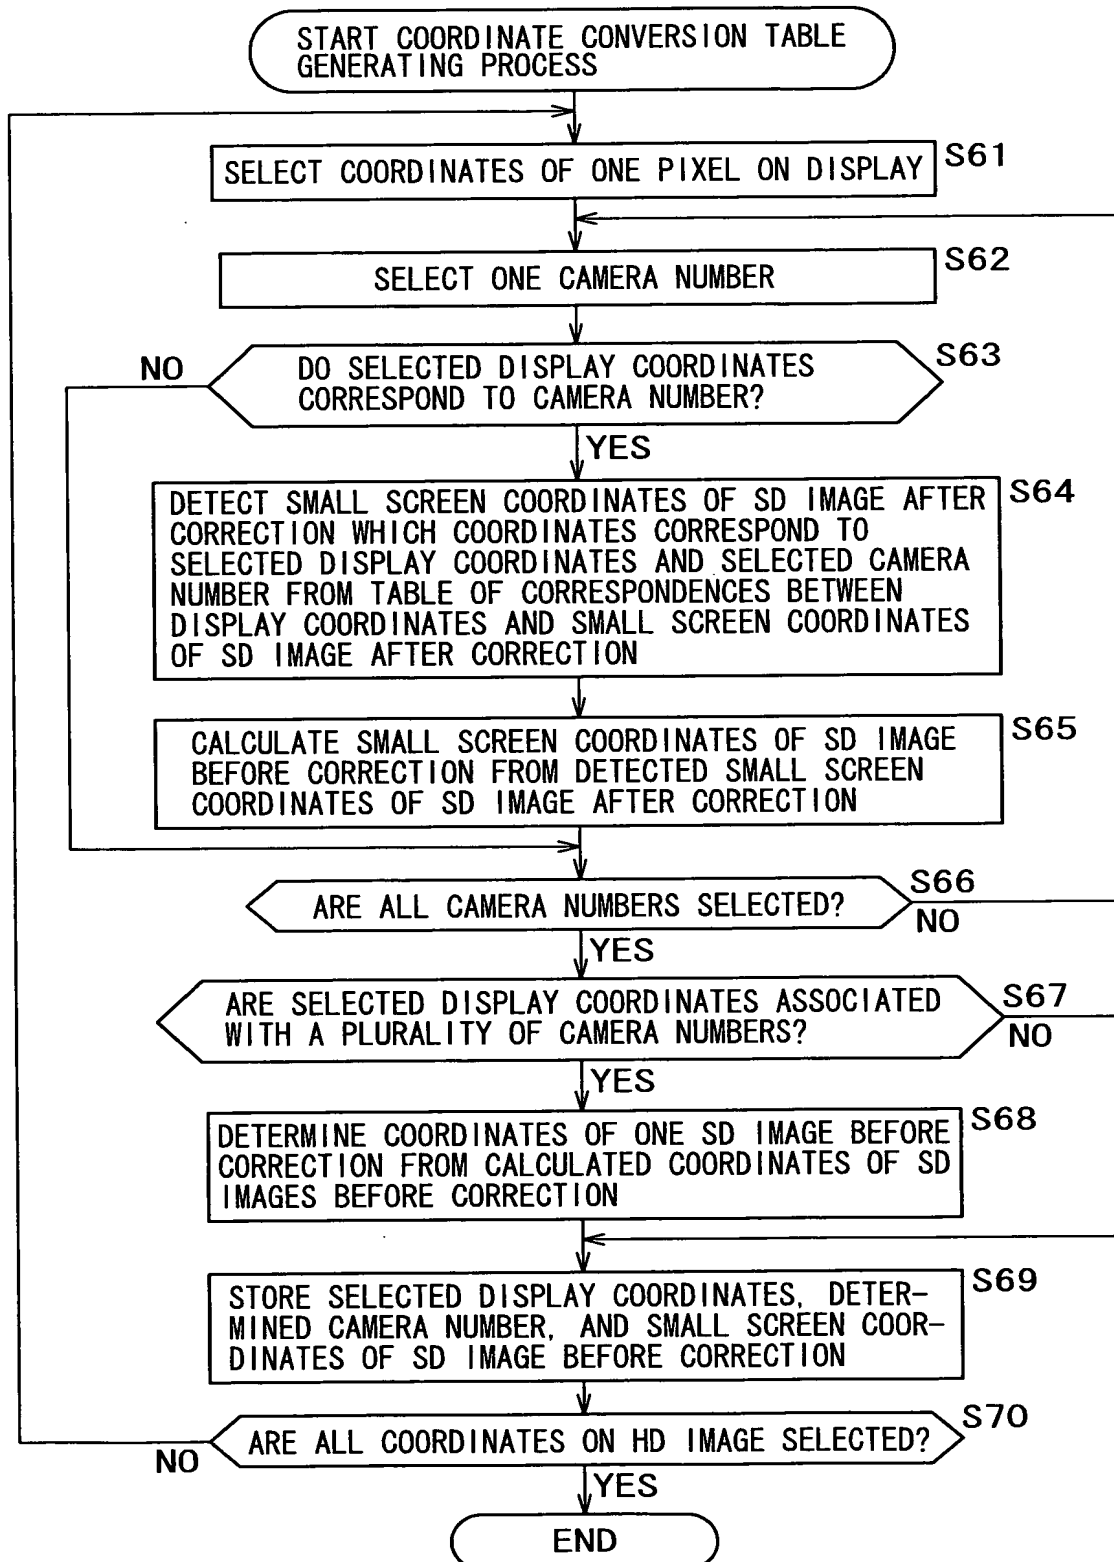 START COORDINATE CONVERSION TABLE
GENERATING PROCESS
S61
SELECT COORDINATES OF ONE PIXEL ON DISPLAY
S62
SELECT ONE CAMERA NUMBER
S63
NO
DO SELECTED DISPLAY COORDINATES
CORRESPOND TO CAMERA NUMBER?
YES
S64
DETECT SMALL SCREEN COORDINATES OF SD IMAGE AFTER
CORRECTION WHICH COORDINATES CORRESPOND TO
SELECTED DISPLAY COORDINATES AND SELECTED CAMERA
NUMBER FROM TABLE OF CORRESPONDENCES BETWEEN
DISPLAY COORDINATES AND SMALL SCREEN COORDINATES
OF SD IMAGE AFTER CORRECTION
S65
CALCULATE SMALL SCREEN COORDINATES OF SD IMAGE
BEFORE CORRECTION FROM DETECTED SMALL SCREEN
COORDINATES OF SD IMAGE AFTER CORRECTION
S66
ARE ALL CAMERA NUMBERS SELECTED?
NO
YES
S67
ARE SELECTED DISPLAY COORDINATES ASSOCIATED
WITH A PLURALITY OF CAMERA NUMBERS?
NO
YES
S68
DETERMINE COORDINATES OF ONE SD IMAGE BEFORE
CORRECTION FROM CALCULATED COORDINATES OF SD
IMAGES BEFORE CORRECTION
S69
STORE SELECTED DISPLAY COORDINATES, DETER-
MINED CAMERA NUMBER, AND SMALL SCREEN COOR-
DINATES OF SD IMAGE BEFORE CORRECTION
S70
ARE ALL COORDINATES ON HD IMAGE SELECTED?
NO
YES
END